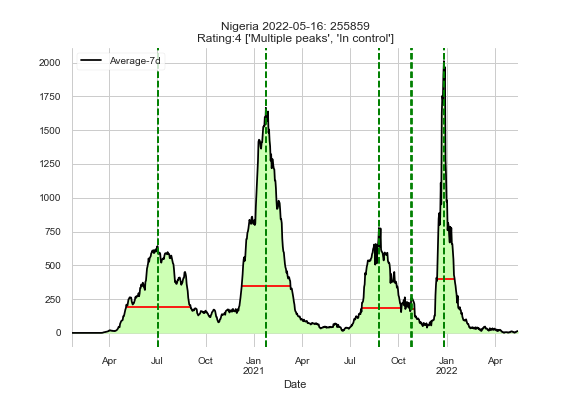 Nigeria 2022-05-16: 255859
Rating:4 ['Multiple peaks', 'In control']
Average-7d
2000
1750
1500
1250
1000
750
500
250
0
Apr Jul Oct Jan Apr Jul Oct Jan Apr
2021 2022
Date